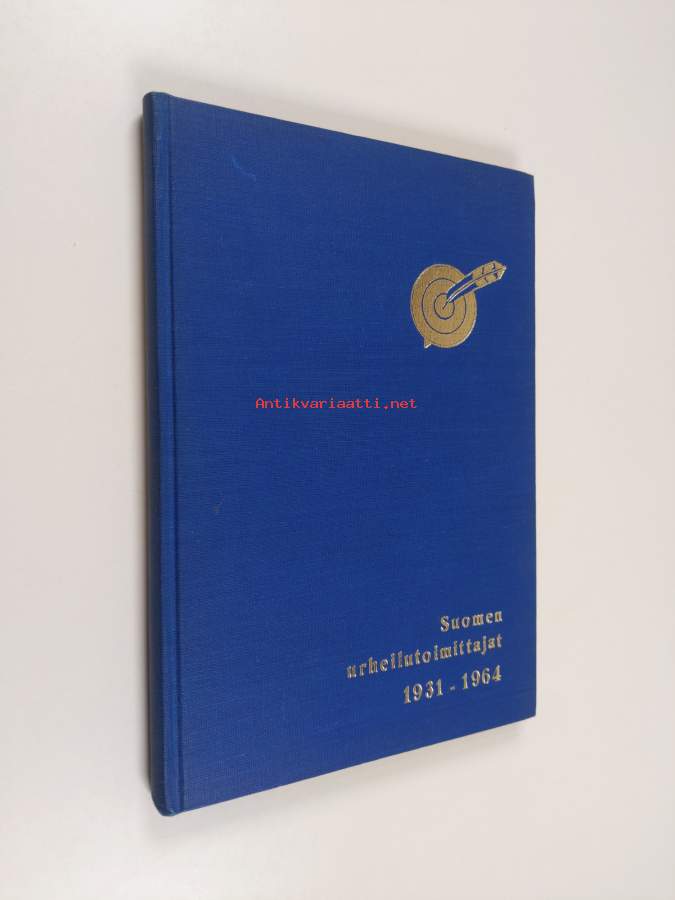 Antikvariaatti.net
Suomen
urheilutoimittajat
1931 - 1964